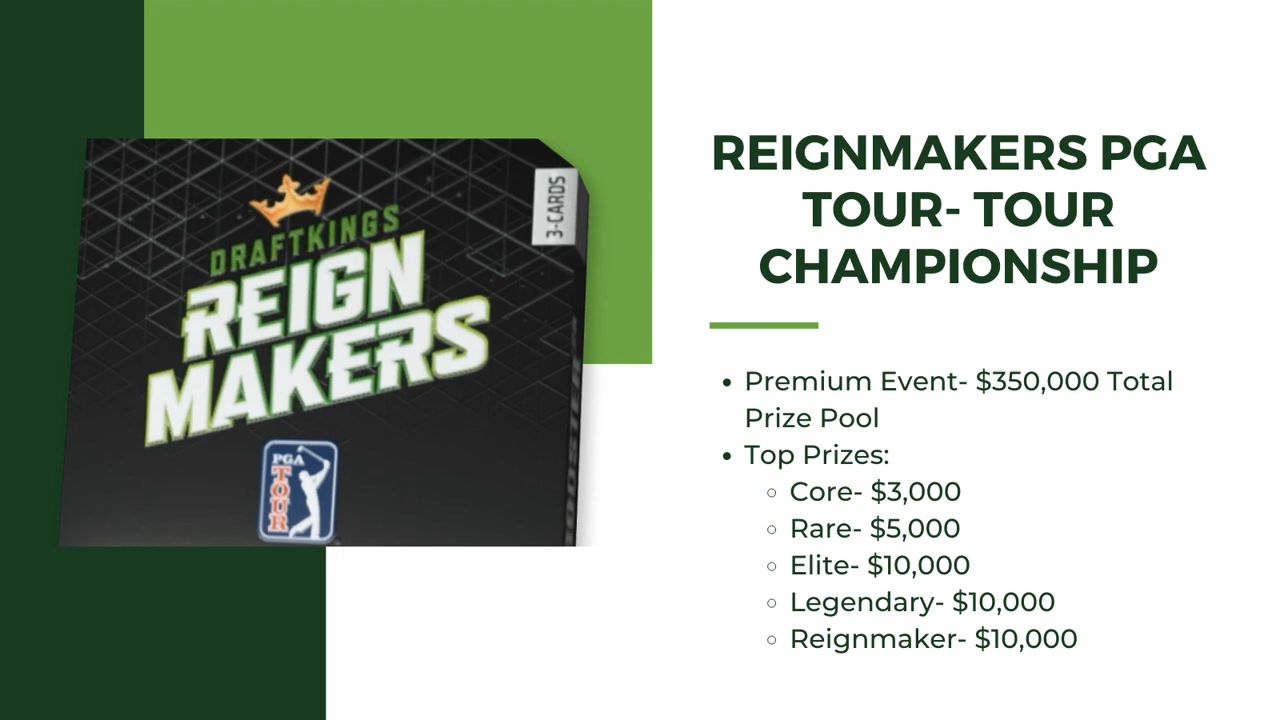 3-CARDS
DRAFTKINGS
REIGN
MAKERS
PGA
TOUR
REIGNMAKERS PGA
TOUR- TOUR
CHAMPIONSHIP
Premium Event- $350,000 Total
Prize Pool
Top Prizes:
Core- $3,000
Rare- $5,000
Elite- $10,000
Legendary- $10,000
Reignmaker- $10,000